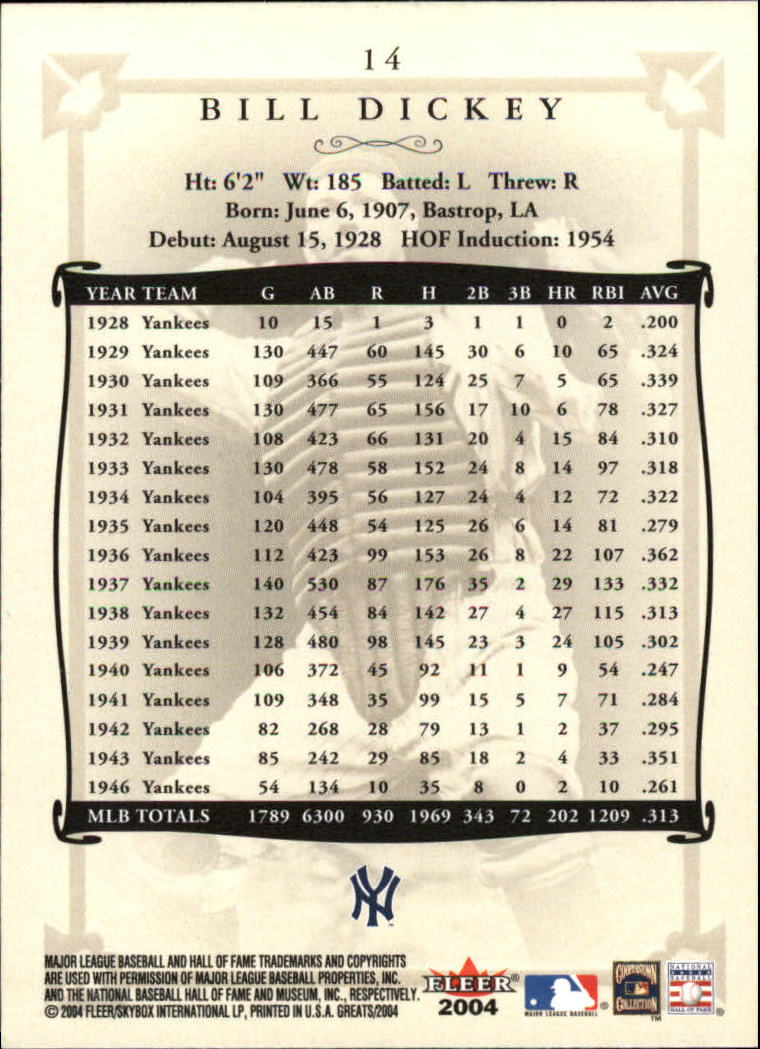 14
BILL DICKEY
Ht: 6'2" Wt: 185 Batted: L Threw: R
Born: June 6, 1907, Bastrop, LA
Debut: August 15, 1928 HOF Induction: 1954
YEAR TEAM G AB R H 2B 3B HR RBI AVG
1928 Yankees 10 15 1 3 1 1 0 2 .200
1929 Yankees 130 447 60 145 30 6 10 65 .324
1930 Yankees 109 366 55 124 25 7 5 65 .339
1931 Yankees 130 477 65 156 17 10 6 78 .327
1932 Yankees 108 423 66 131 20 4 15 84 .310
1933 Yankees 130 478 58 152 24 8 14 97 .318
1934 Yankees 104 395 56 127 24 4 12 72 .322
1935 Yankees 120 448 54 125 26 6 14 81 .279
1936 Yankees 112 423 99 153 26 8 22 107 .362
1937 Yankees 140 530 87 176 35 2 29 133 .332
1938 Yankees 132 454 84 142 27 4 27 115 .313
1939 Yankees 128 480 98 145 23 3 24 105 .302
1940 Yankees 106 372 45 92 11 1 9 54 .247
1941 Yankees 109 348 35 99 15 5 7 71 .284
1942 Yankees 82 268 28 79 13 1 2 37 .295
1943 Yankees 85 242 29 85 18 2 4 33 .351
1946 Yankees 54 134 10 35 8 0 2 10 .261
MLB TOTALS 1789 6300 930 1969 343 72 202 1209 .313
NY
MAJOR LEAGUE BASEBALL AND HALL OF FAME TRADEMARKS AND COPYRIGHTS
ARE USED WITH PERMISSION OF MAJOR LEAGUE BASEBALL PROPERTIES, INC.
AND THE NATIONAL BASEBALL HALL OF FAME AND MUSEUM, INC., RESPECTIVELY.
© 2004 FLEER/SKYBOX INTERNATIONAL LP, PRINTED IN U.S.A. GREATS/2004
FLEER®
2004
MAJOR LEAGUE BASEBALL ®
COOPERSTOWN
COLLECTION
TM
NATIONAL
BASEBALL
HALL OF FAME ®